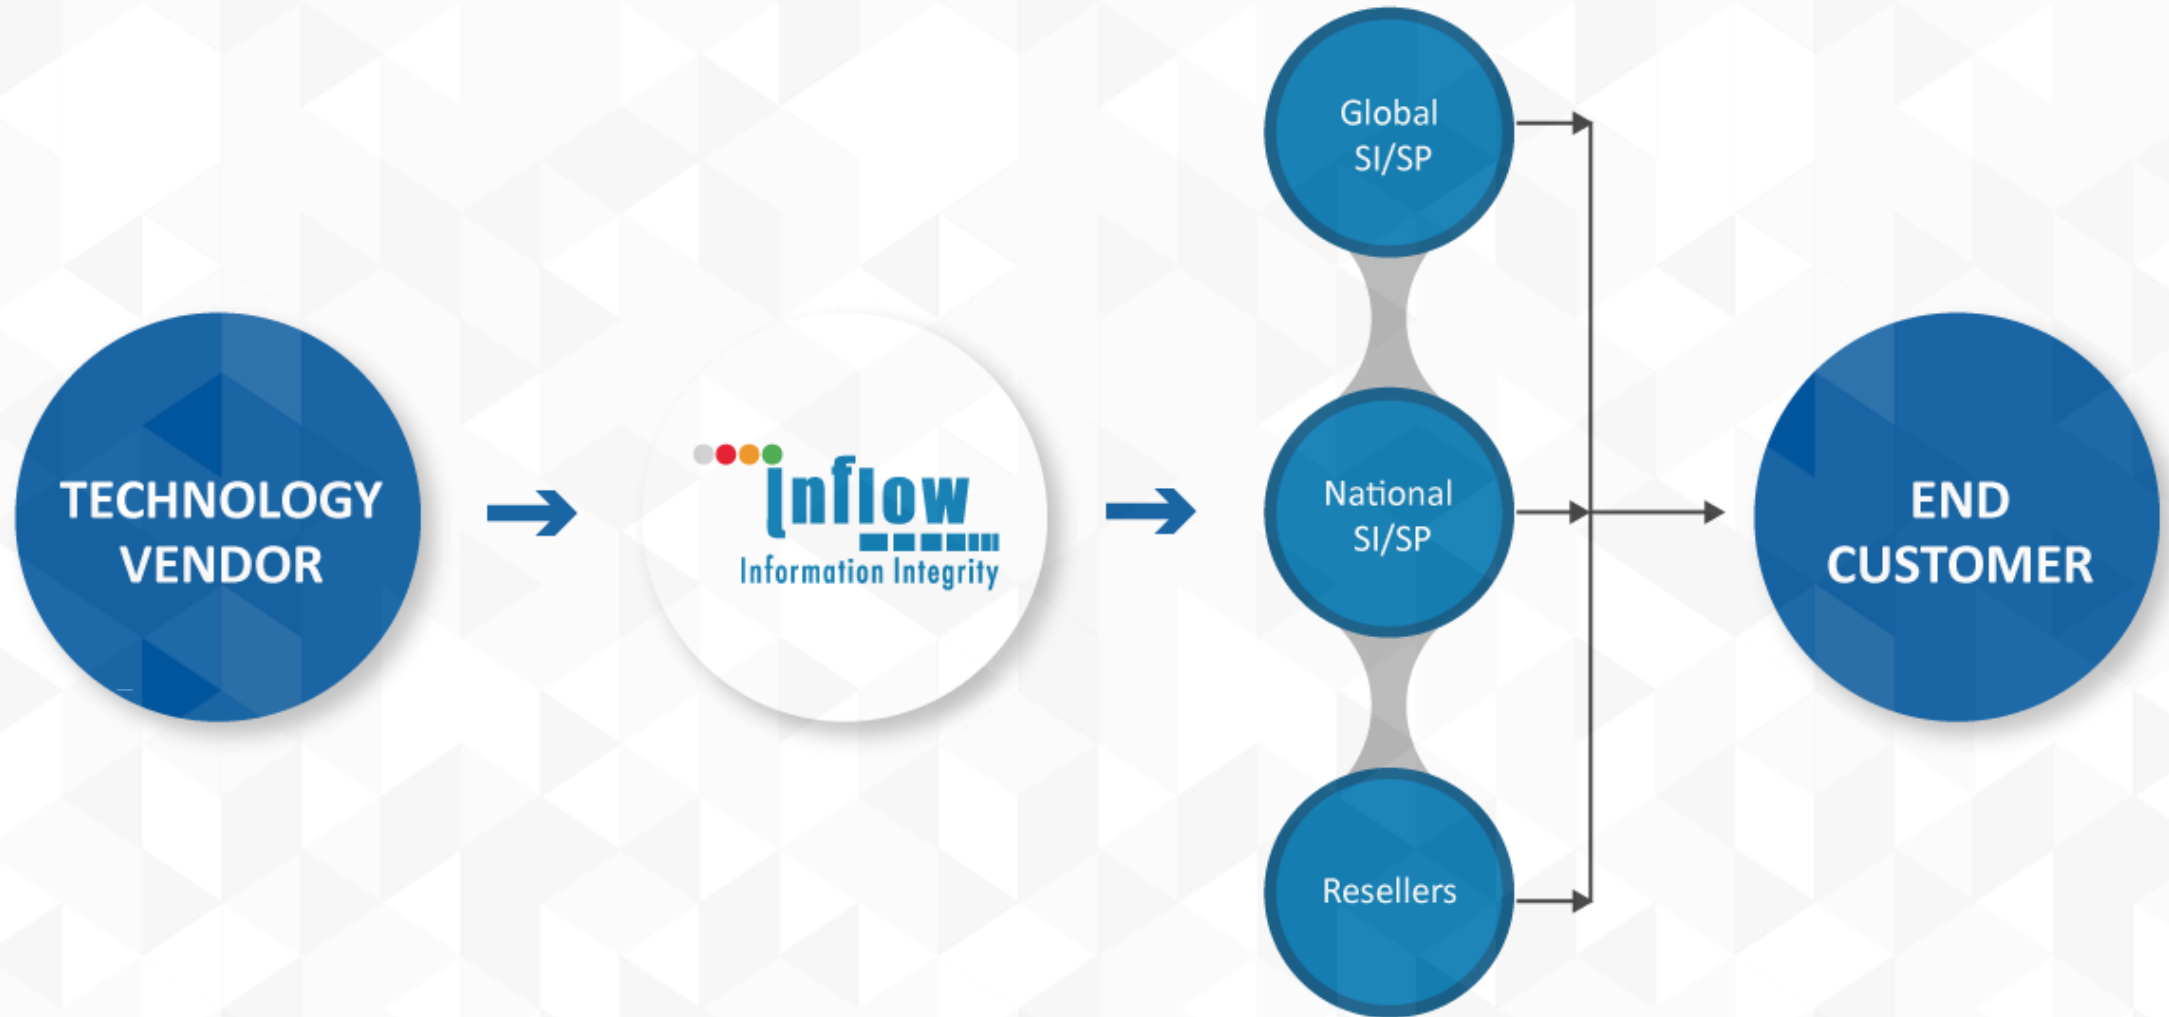 TECHNOLOGY
VENDOR
inflow
Information Integrity
Global
SI/SP
National
SI/SP
Resellers
END
CUSTOMER